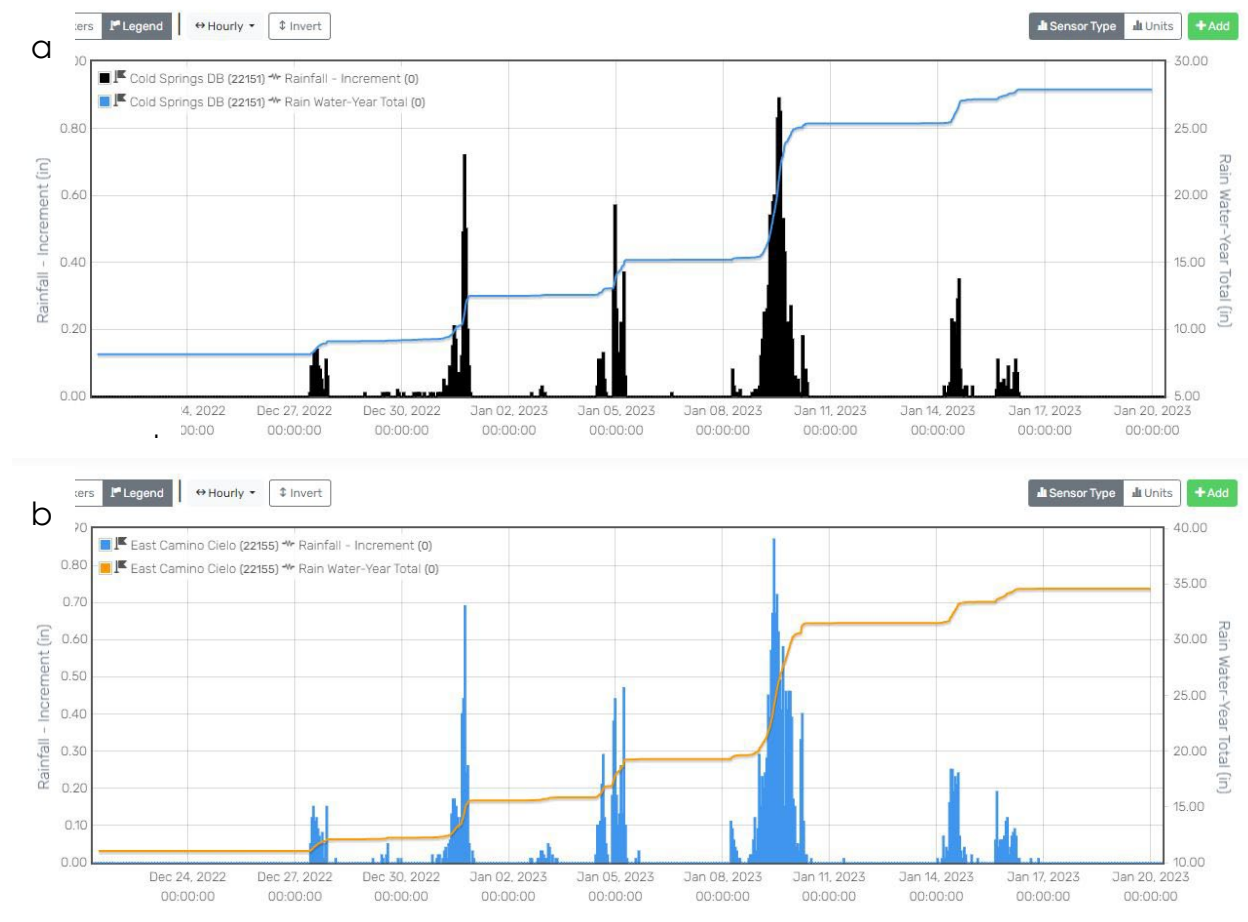 a
Legend Hourly Invert Sensor Type Units +Add
Cold Springs DB (22151) Rainfall - Increment (0)
Cold Springs DB (22151) Rain Water-Year Total (0)
Rainfall - Increment (in)
0.80
0.60
0.40
0.20
0.00
30.00
25.00
20.00
15.00
10.00
5.00
Rain Water-Year Total (in)
4, 2022 Dec 27, 2022 Dec 30, 2022 Jan 02, 2023 Jan 05, 2023 Jan 08, 2023 Jan 11, 2023 Jan 14, 2023 Jan 17, 2023 Jan 20, 2023
00:00 00:00:00 00:00:00 00:00:00 00:00:00 00:00:00 00:00:00 00:00:00 00:00:00 00:00:00
b
Legend Hourly Invert Sensor Type Units +Add
East Camino Cielo (22155) Rainfall - Increment (0)
East Camino Cielo (22155) Rain Water-Year Total (0)
Rainfall - Increment (in)
0.80
0.70
0.60
0.50
0.40
0.30
0.20
0.10
0.00
40.00
35.00
30.00
25.00
20.00
15.00
10.00
Rain Water-Year Total (in)
Dec 24, 2022 Dec 27, 2022 Dec 30, 2022 Jan 02, 2023 Jan 05, 2023 Jan 08, 2023 Jan 11, 2023 Jan 14, 2023 Jan 17, 2023 Jan 20, 2023
00:00:00 00:00:00 00:00:00 00:00:00 00:00:00 00:00:00 00:00:00 00:00:00 00:00:00 00:00:00